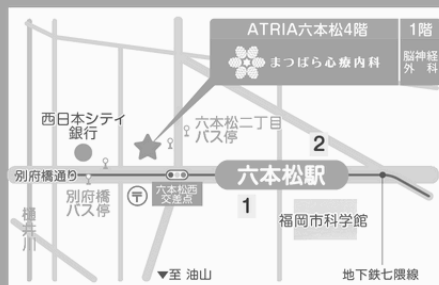 ATRIA六本松4階
1階
まつばら心療内科
脳神経
外科
西日本シティ
銀行
六本松二丁目
バス停
2
別府橋通り
六本松駅
別府橋
バス停
六本松西
交差点
1
福岡市科学館
樋井川
▼至 油山
地下鉄七隈線